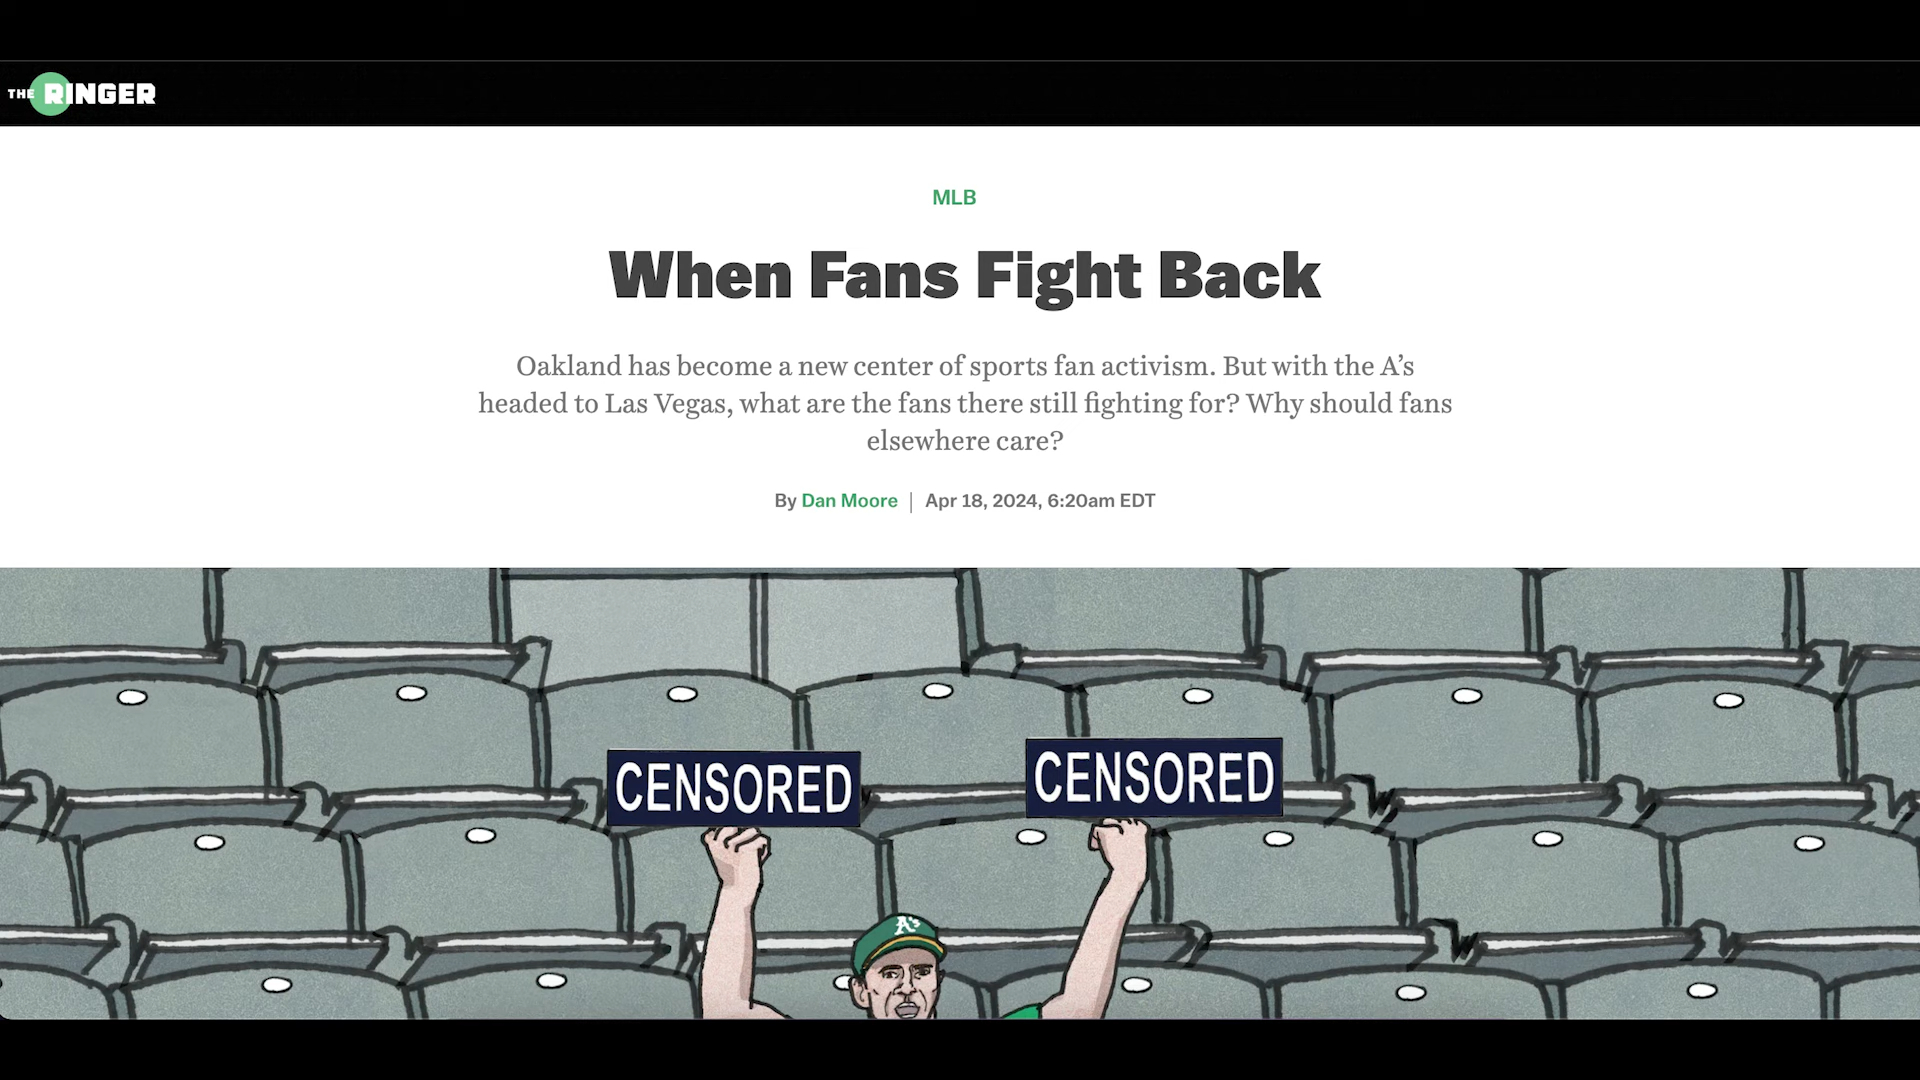 THE RINGER
MLB
When Fans Fight Back
Oakland has become a new center of sports fan activism. But with the A’s
headed to Las Vegas, what are the fans there still fighting for? Why should fans
elsewhere care?
By Dan Moore | Apr 18, 2024, 6:20am EDT
CENSORED CENSORED
A's